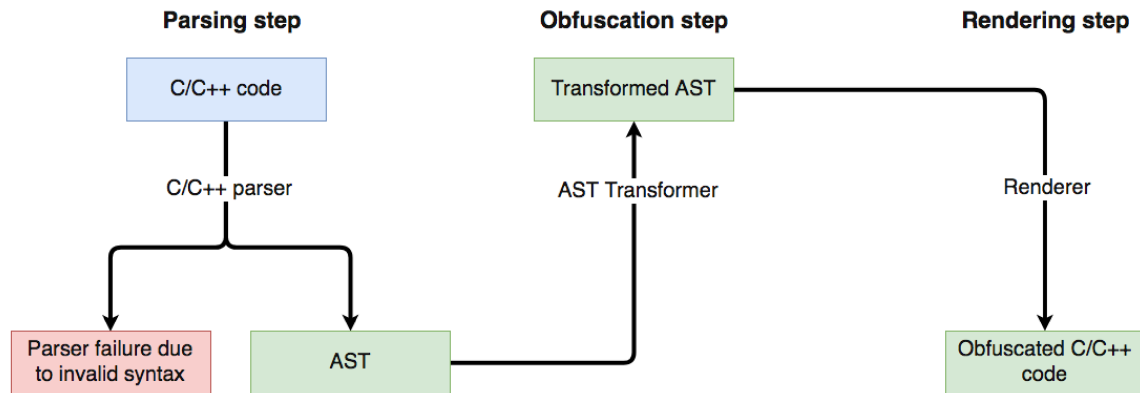 Parsing step
Obfuscation step
Rendering step
C/C++ code
Transformed AST
C/C++ parser
AST Transformer
Renderer
Parser failure due
to invalid syntax
AST
Obfuscated C/C++
code